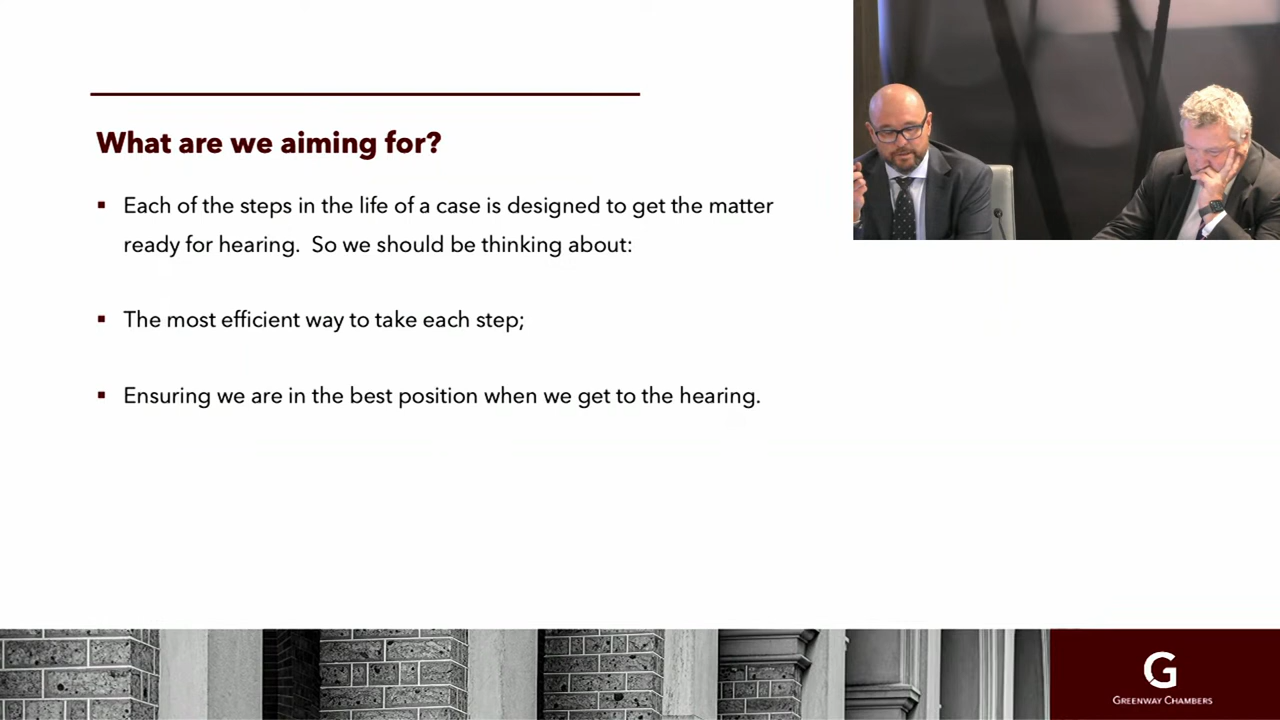 What are we aiming for?
Each of the steps in the life of a case is designed to get the matter
ready for hearing.  So we should be thinking about:
The most efficient way to take each step;
Ensuring we are in the best position when we get to the hearing.
G
GREENWAY CHAMBERS